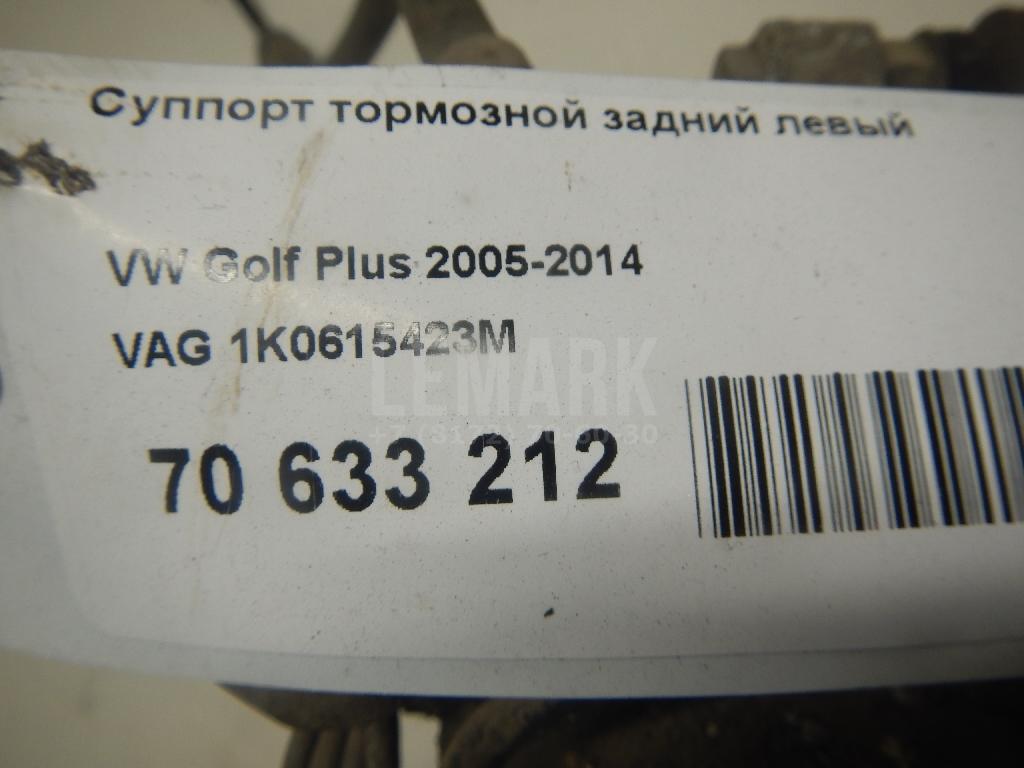 Суппорт тормозной задний левый
VW Golf Plus 2005-2014
VAG 1K0615423M
LEMARK
70 633 212